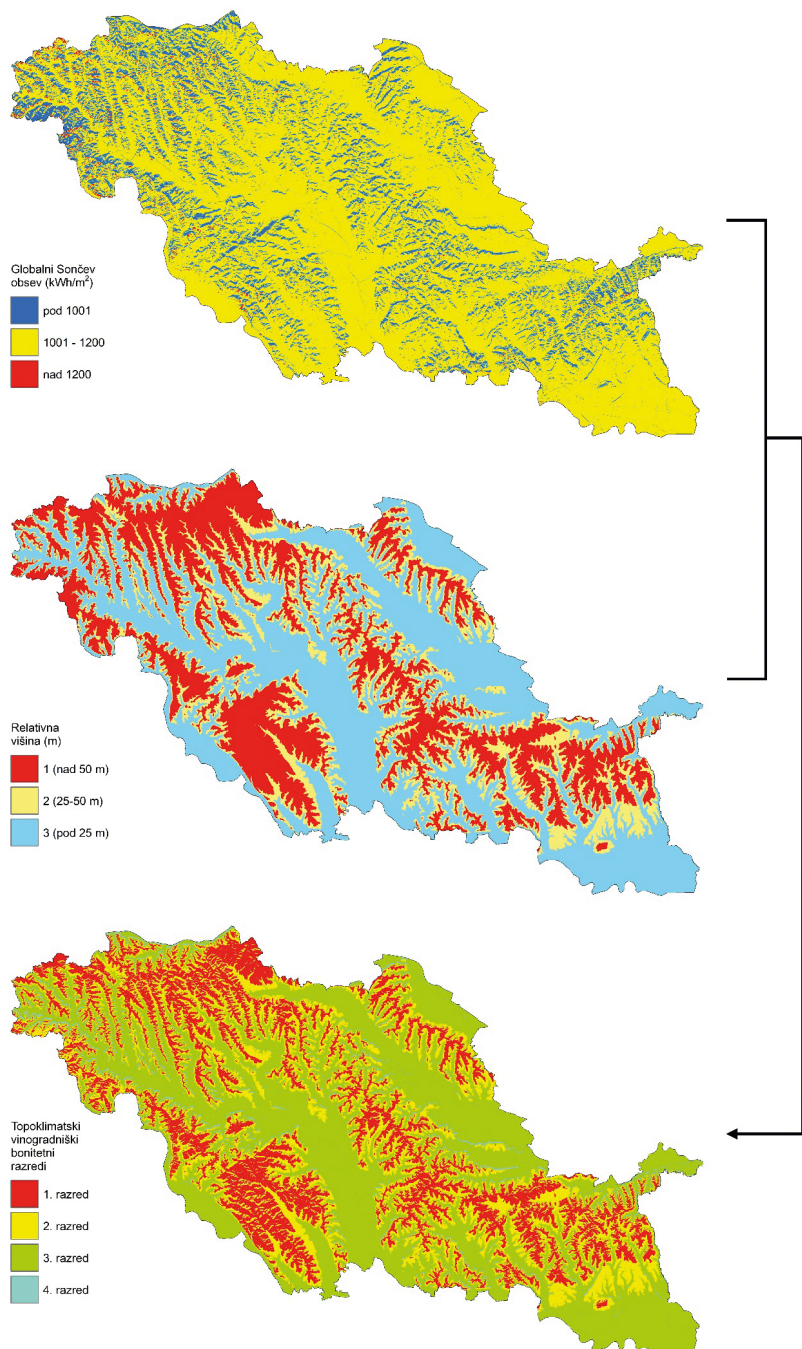 Globalni Sončev
obsev (kWh/m²)
pod 1001
1001 - 1200
nad 1200
Relativna
višina (m)
1 (nad 50 m)
2 (25-50 m)
3 (pod 25 m)
Topoklimatski
vinogradniški
bonitetni
razredi
1. razred
2. razred
3. razred
4. razred